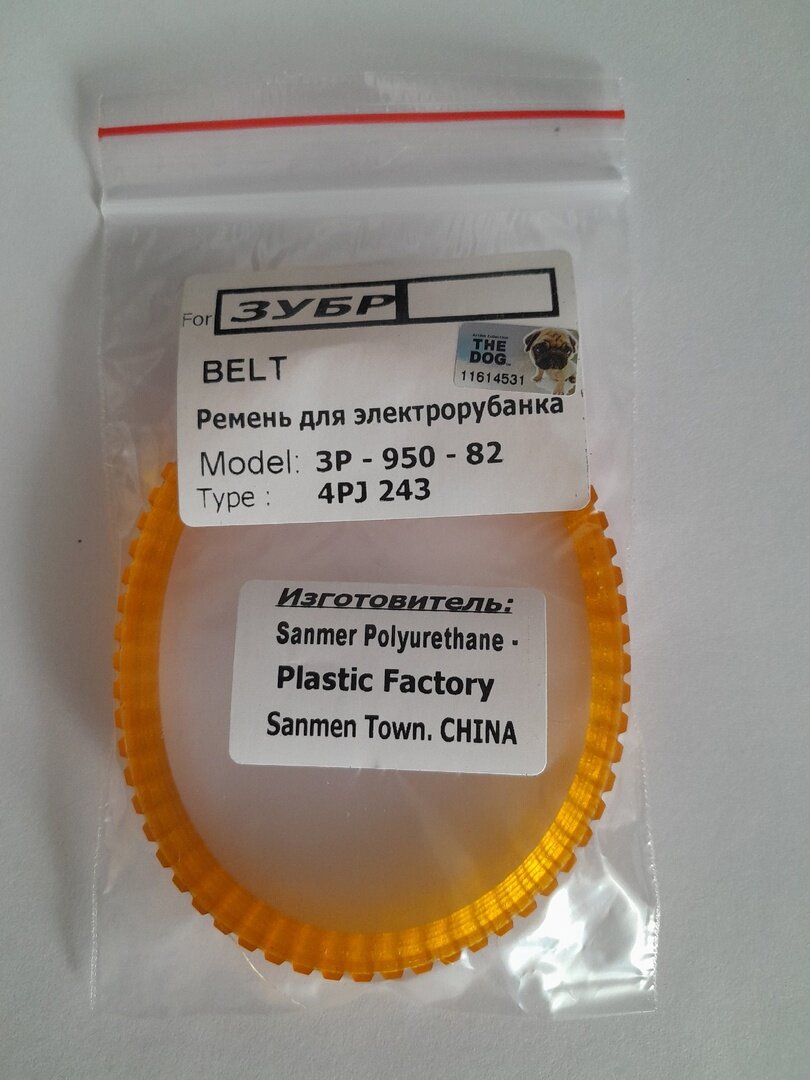 For ЗУБР
THE
DOG™
11614531
BELT
Ремень для электрорубанка
Model: ЗР - 950 - 82
Type : 4PJ 243
Изготовитель:
Sanmer Polyurethane -
Plastic Factory
Sanmen Town. CHINA